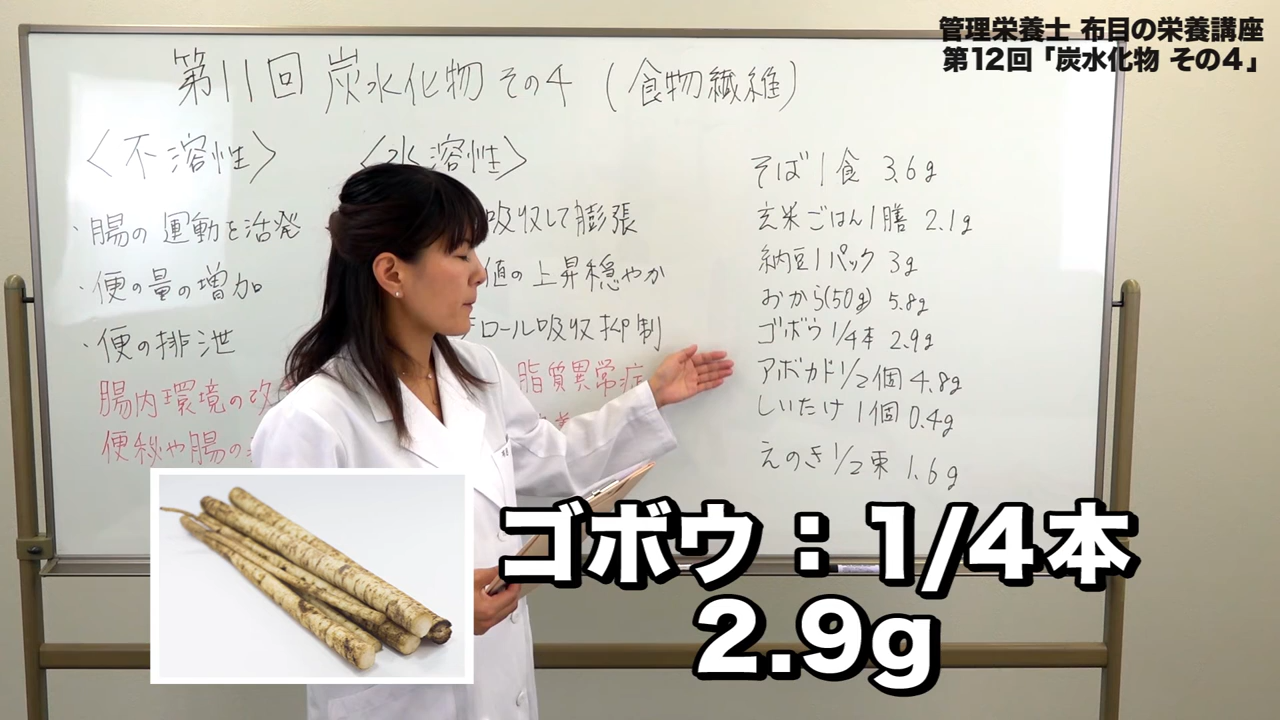 管理栄養士 布目の栄養講座
第12回「炭水化物 その4」
第11回 炭水化物 その4 (食物繊維)
〈不溶性〉
・腸の運動を活発
・便の量の増加
・便の排泄
腸内環境の改
便秘や腸の
〈水溶性〉
吸収して膨張
値の上昇穏やか
ロール吸収抑制
脂質異常症
そば1食 3.6g
玄米ごはん1膳 2.1g
納豆1パック 3g
おから(50g) 5.8g
ゴボウ1/4本 2.9g
アボカド1/2個 4.8g
しいたけ1個 0.4g
えのき1/2束 1.6g
ゴボウ：1/4本
2.9g